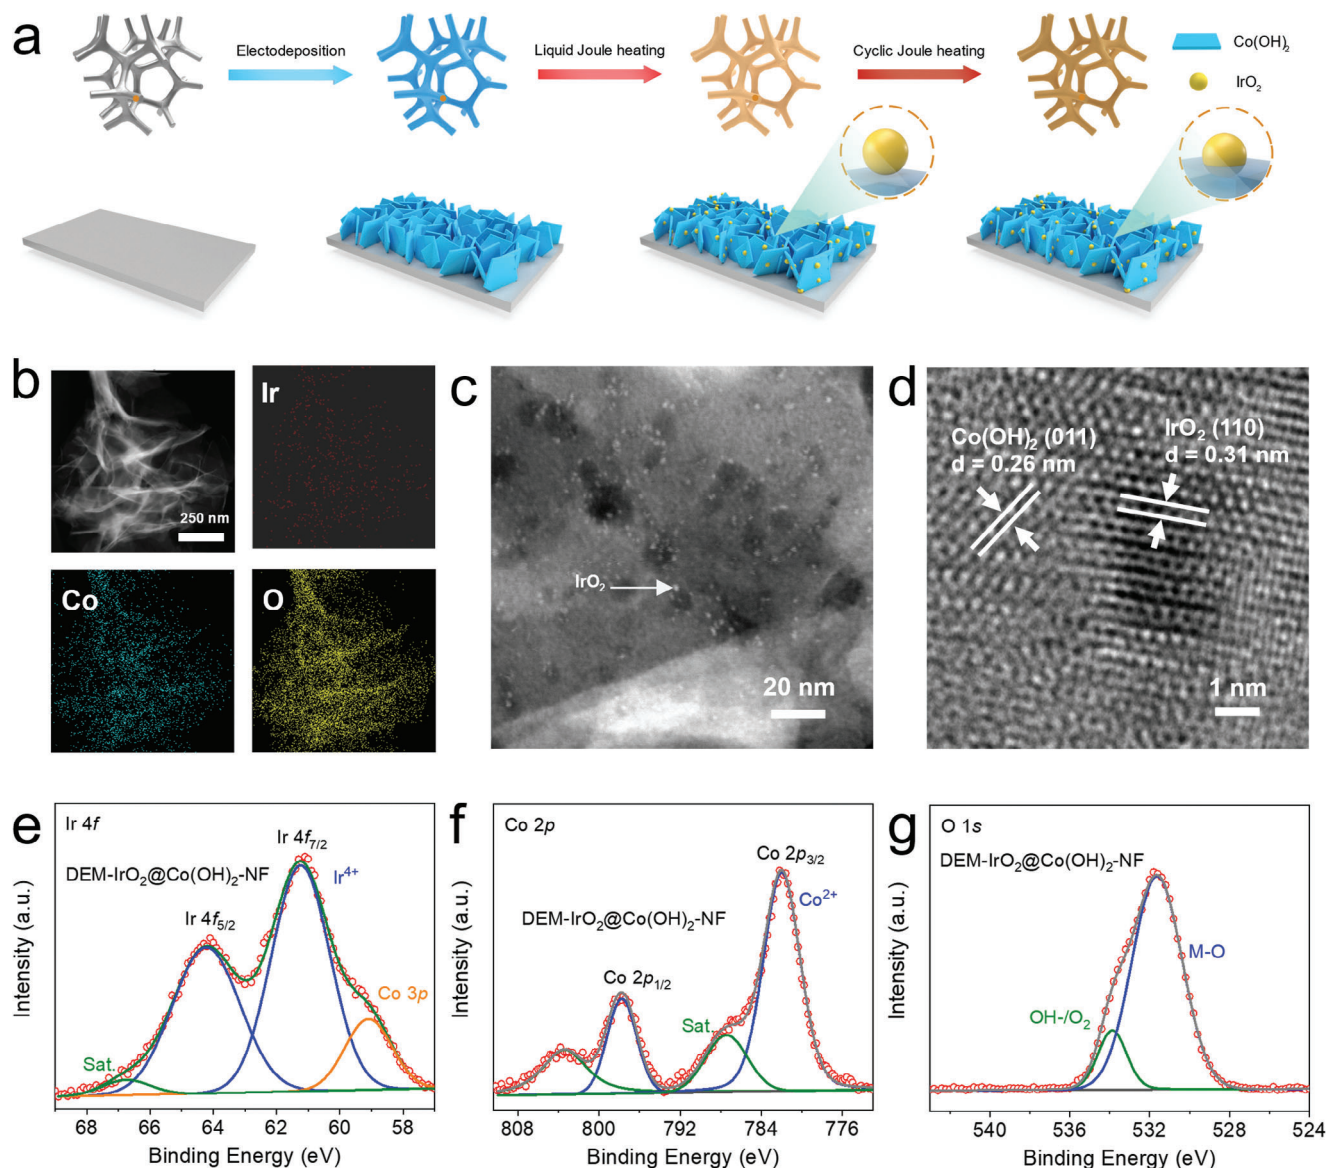 a
Electodeposition
Liquid Joule heating
Cyclic Joule heating
Co(OH)₂
IrO₂
b
250 nm
Ir
Co
O
c
IrO₂
20 nm
d
Co(OH)₂ (011)
d = 0.26 nm
IrO₂ (110)
d = 0.31 nm
1 nm
e
Ir 4f
DEM-IrO₂@Co(OH)₂-NF
Ir 4f₇/₂
Ir⁴⁺
Ir 4f₅/₂
Co 3p
Sat.
Intensity (a.u.)
68 66 64 62 60 58
Binding Energy (eV)
f
Co 2p
Co 2p₃/₂
Co²⁺
DEM-IrO₂@Co(OH)₂-NF
Co 2p₁/₂
Sat.
Intensity (a.u.)
808 800 792 784 776
Binding Energy (eV)
g
O 1s
DEM-IrO₂@Co(OH)₂-NF
M-O
OH-/O₂
Intensity (a.u.)
540 536 532 528 524
Binding Energy (eV)